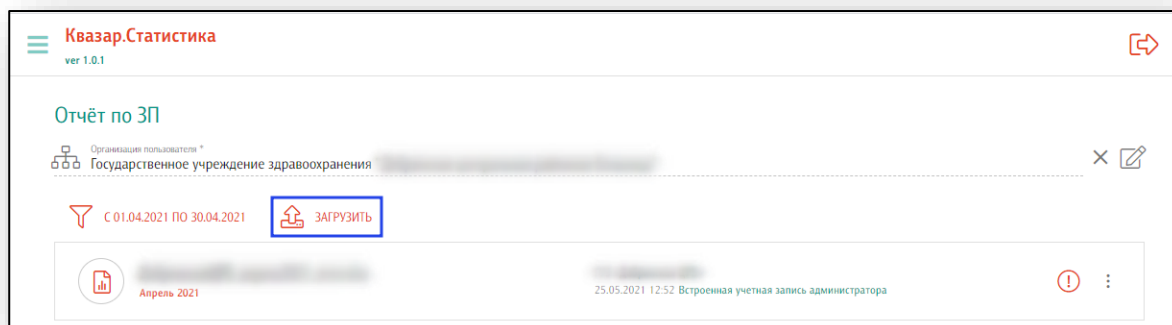 Квазар.Статистика
ver 1.0.1
Отчёт по ЗП
Организация пользователя *
Государственное учреждение здравоохранения
С 01.04.2021 ПО 30.04.2021 ЗАГРУЗИТЬ
Апрель 2021
25.05.2021 12:52 Встроенная учетная запись администратора